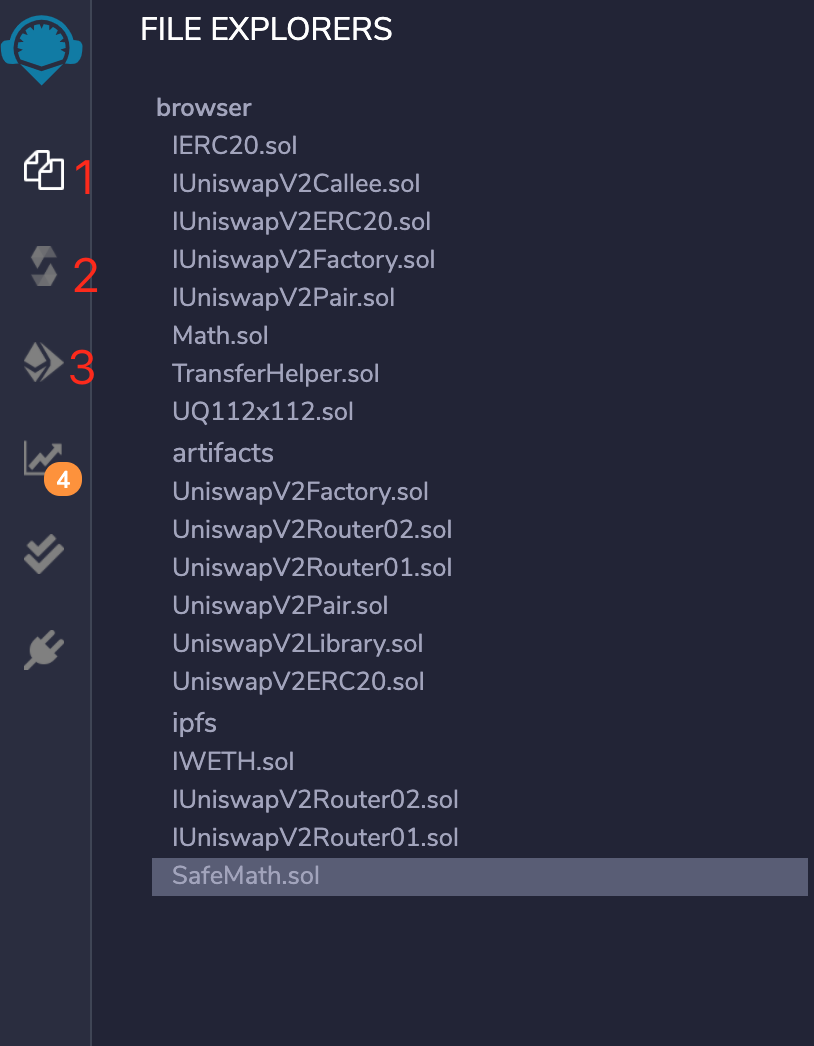 FILE EXPLORERS
browser
IERC20.sol
1
IUniswapV2Callee.sol
IUniswapV2ERC20.sol
IUniswapV2Factory.sol
2
IUniswapV2Pair.sol
Math.sol
3
TransferHelper.sol
UQ112x112.sol
artifacts
4
UniswapV2Factory.sol
UniswapV2Router02.sol
UniswapV2Router01.sol
UniswapV2Pair.sol
UniswapV2Library.sol
UniswapV2ERC20.sol
ipfs
IWETH.sol
IUniswapV2Router02.sol
IUniswapV2Router01.sol
SafeMath.sol